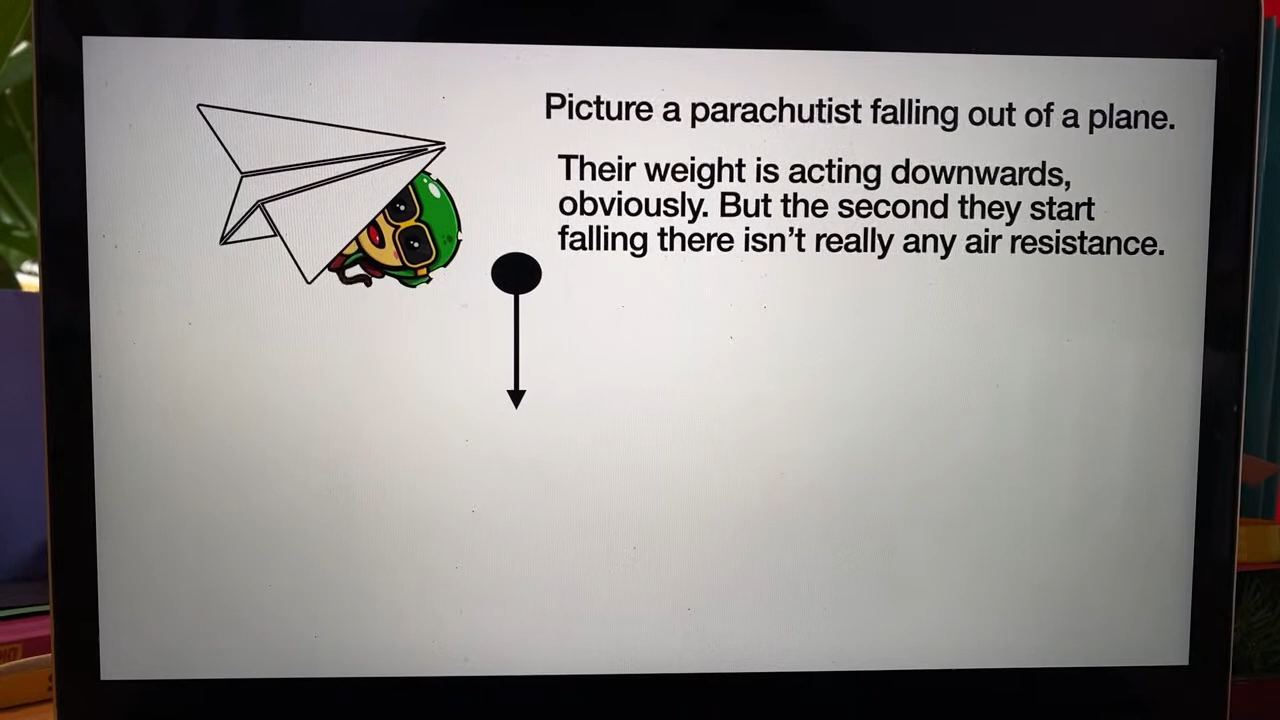 Picture a parachutist falling out of a plane.
Their weight is acting downwards,
obviously. But the second they start
falling there isn't really any air resistance.